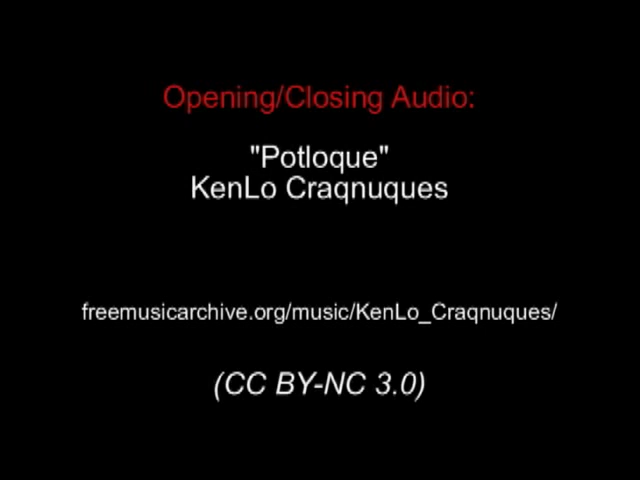 Opening/Closing Audio:
"Potloque"
KenLo Craqnuques
freemusicarchive.org/music/KenLo_Craqnuques/
(CC BY-NC 3.0)